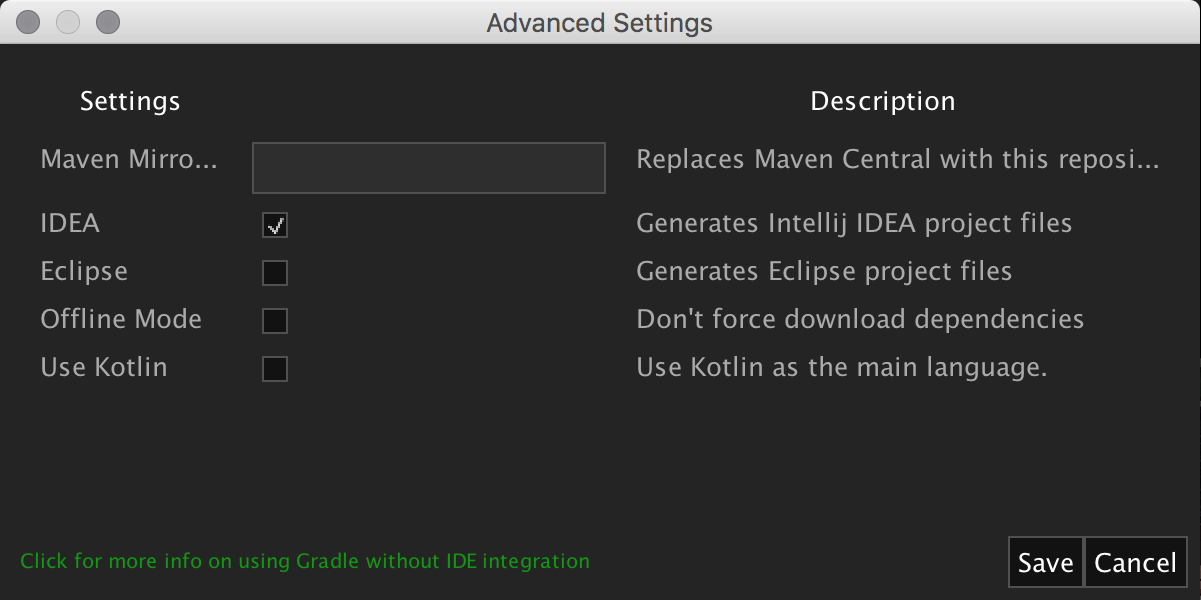 Advanced Settings
Settings Description
Maven Mirro... Replaces Maven Central with this reposi...
IDEA Generates Intellij IDEA project files
Eclipse Generates Eclipse project files
Offline Mode Don't force download dependencies
Use Kotlin Use Kotlin as the main language.
Click for more info on using Gradle without IDE integration
Save Cancel